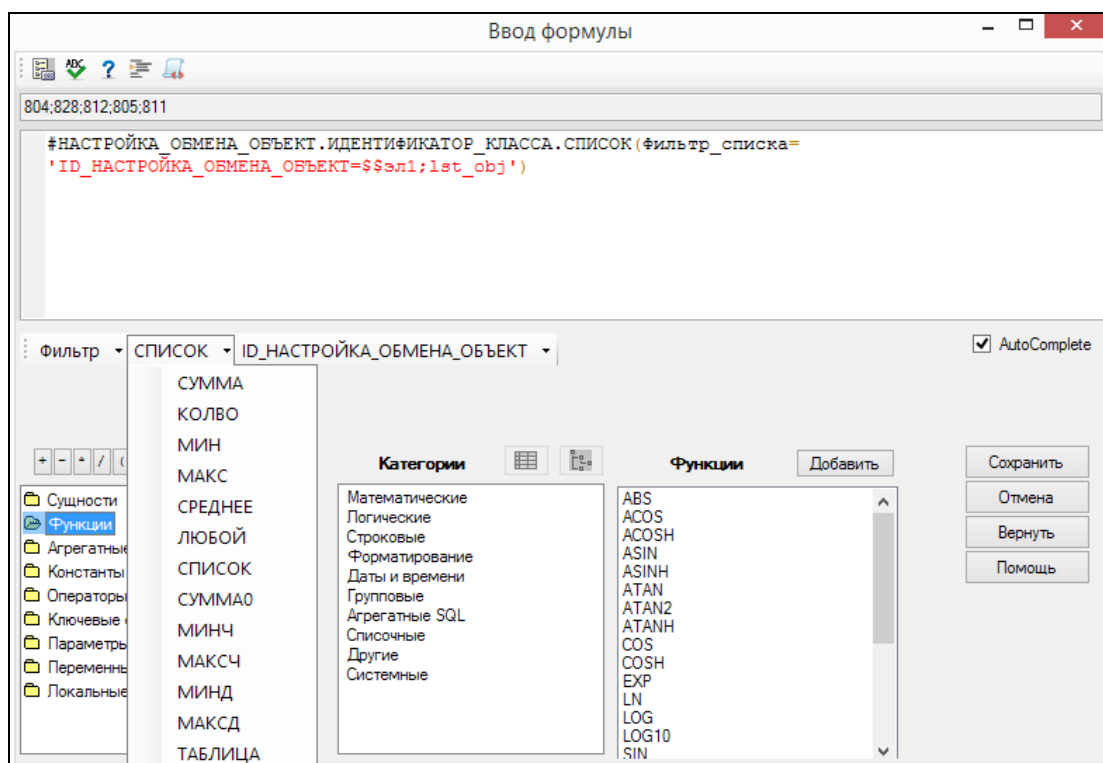 Ввод формулы
ABC
804;828;812;805;811
#НАСТРОЙКА_ОБМЕНА_ОБЪЕКТ.ИДЕНТИФИКАТОР_КЛАССА.СПИСОК(Фильтр_списка=
'ID_НАСТРОЙКА_ОБМЕНА_ОБЪЕКТ=$$эл1;lst_obj')
Фильтр СПИСОК ID_НАСТРОЙКА_ОБМЕНА_ОБЪЕКТ AutoComplete
СУММА
КОЛВО
МИН
МАКС
СРЕДНЕЕ
ЛЮБОЙ
СПИСОК
СУММА0
МИНЧ
МАКСЧ
МИНД
МАКСД
ТАБЛИЦА
+ - * / (
Сущности
Функции
Агрегатные
Константы
Операторы
Ключевые
Параметры
Локальные
Категории
Математические
Логические
Строковые
Форматирование
Даты и времени
Групповые
Агрегатные SQL
Списочные
Другие
Системные
Функции Добавить
ABS
ACOS
ACOSH
ASIN
ASINH
ATAN
ATAN2
ATANH
COS
COSH
EXP
LN
LOG
LOG10
SIN
Сохранить
Отмена
Вернуть
Помощь